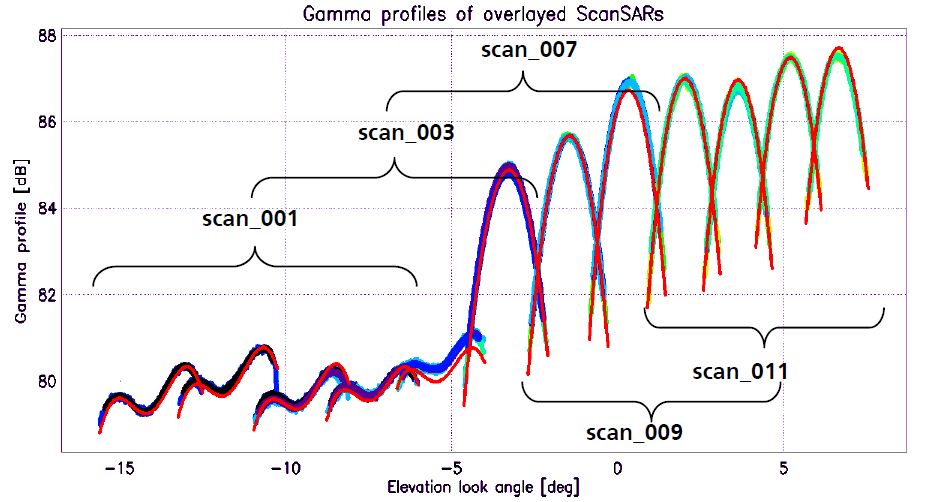 Gamma profiles of overlayed ScanSARs
88
86
84
82
80
Gamma profile [dB]
scan_007
scan_003
scan_001
scan_011
scan_009
-15 -10 -5 0 5
Elevation look angle [deg]